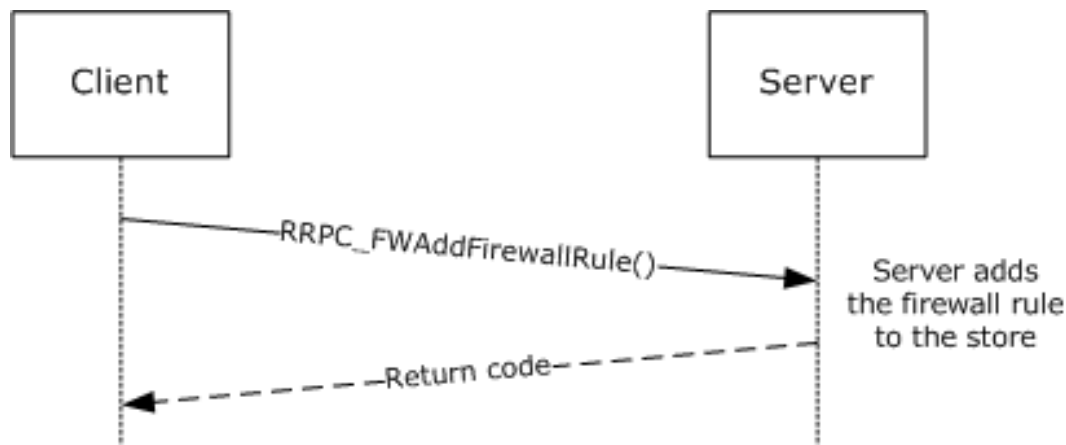 Client
Server
RRPC_FWAddFirewallRule()
Server adds
the firewall rule
to the store
Return code